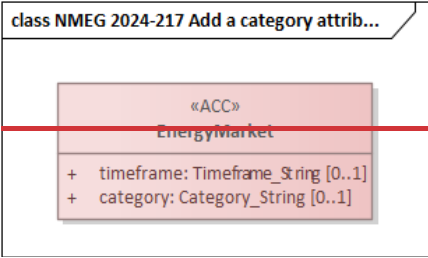 class NMEG 2024-217 Add a category attrib...
«ACC»
EnergyMarket
+ timeframe: Timeframe_String [0..1]
+ category: Category_String [0..1]